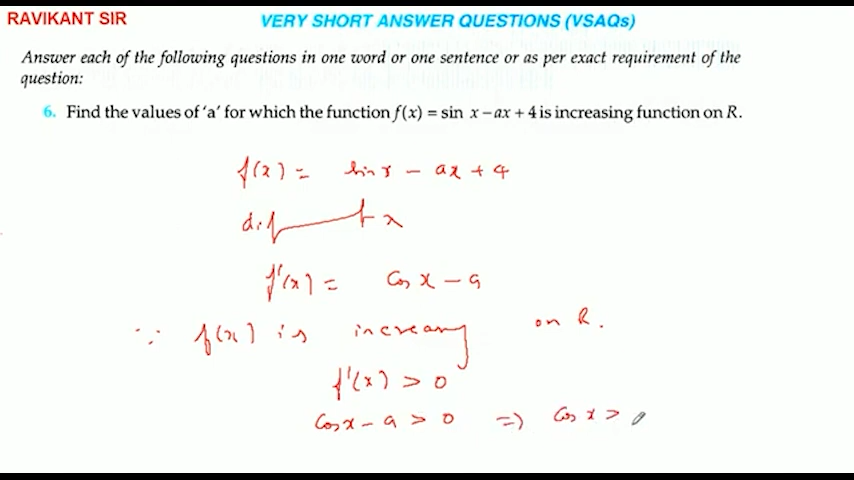 RAVIKANT SIR
VERY SHORT ANSWER QUESTIONS (VSAQs)
Answer each of the following questions in one word or one sentence or as per exact requirement of the
question:
6. Find the values of 'a' for which the function f(x) = sin x – ax + 4 is increasing function on R.
f(x) = sin x – ax + 4
dif x
f'(x) = Cos x – a
∵ f(x) is increasing on R.
f'(x) > 0
Cos x – a > 0 ⇒ Cos x >